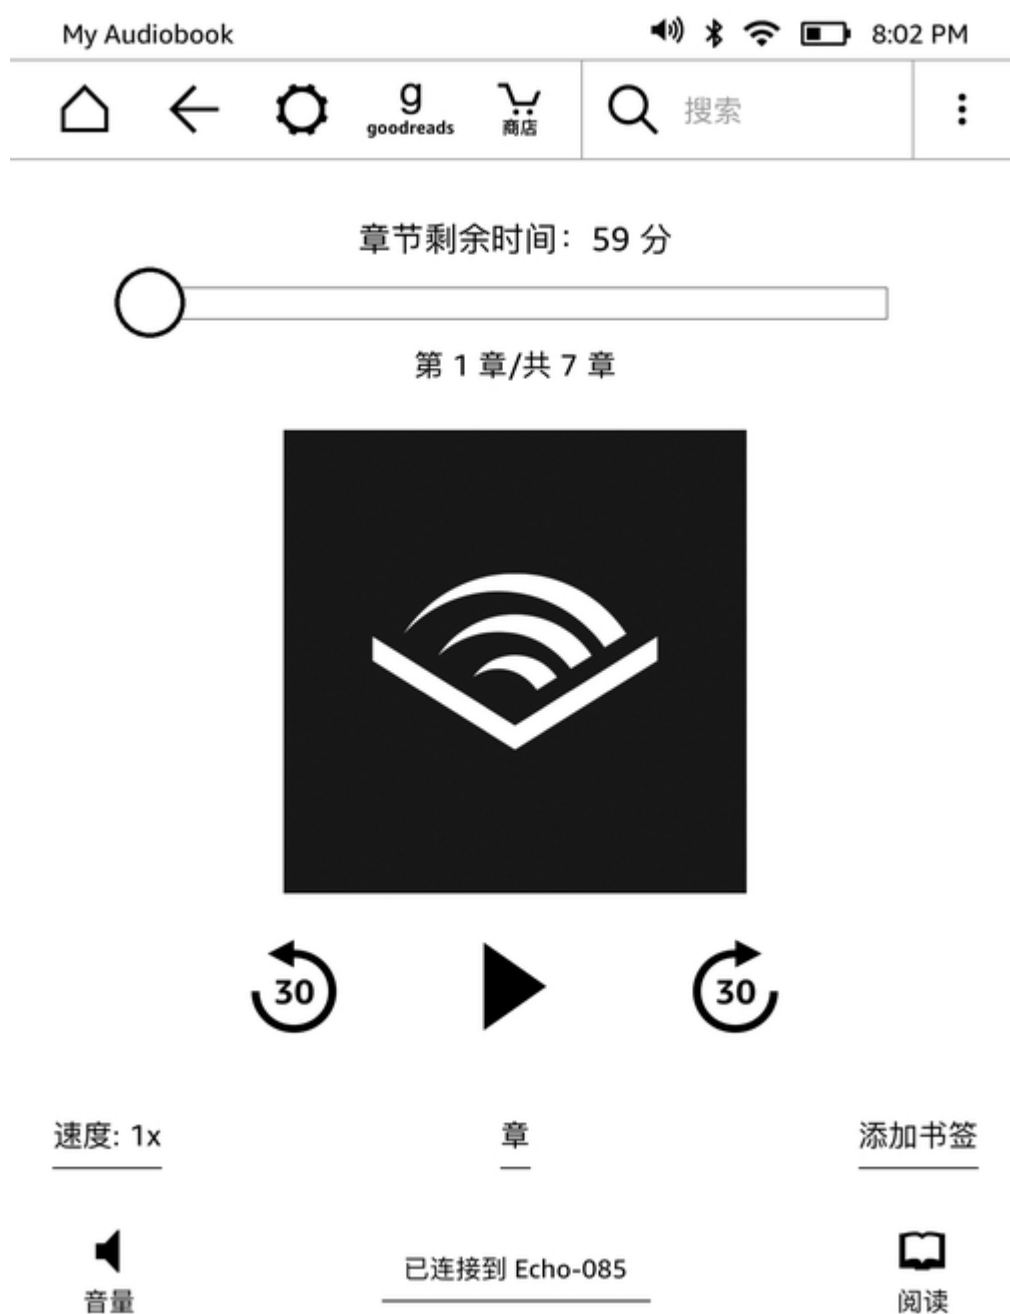 My Audiobook 8:02 PM
g
goodreads
商店
搜索
章节剩余时间：59 分
第 1 章/共 7 章
30
30
速度: 1x
章
添加书签
音量
已连接到 Echo-085
阅读